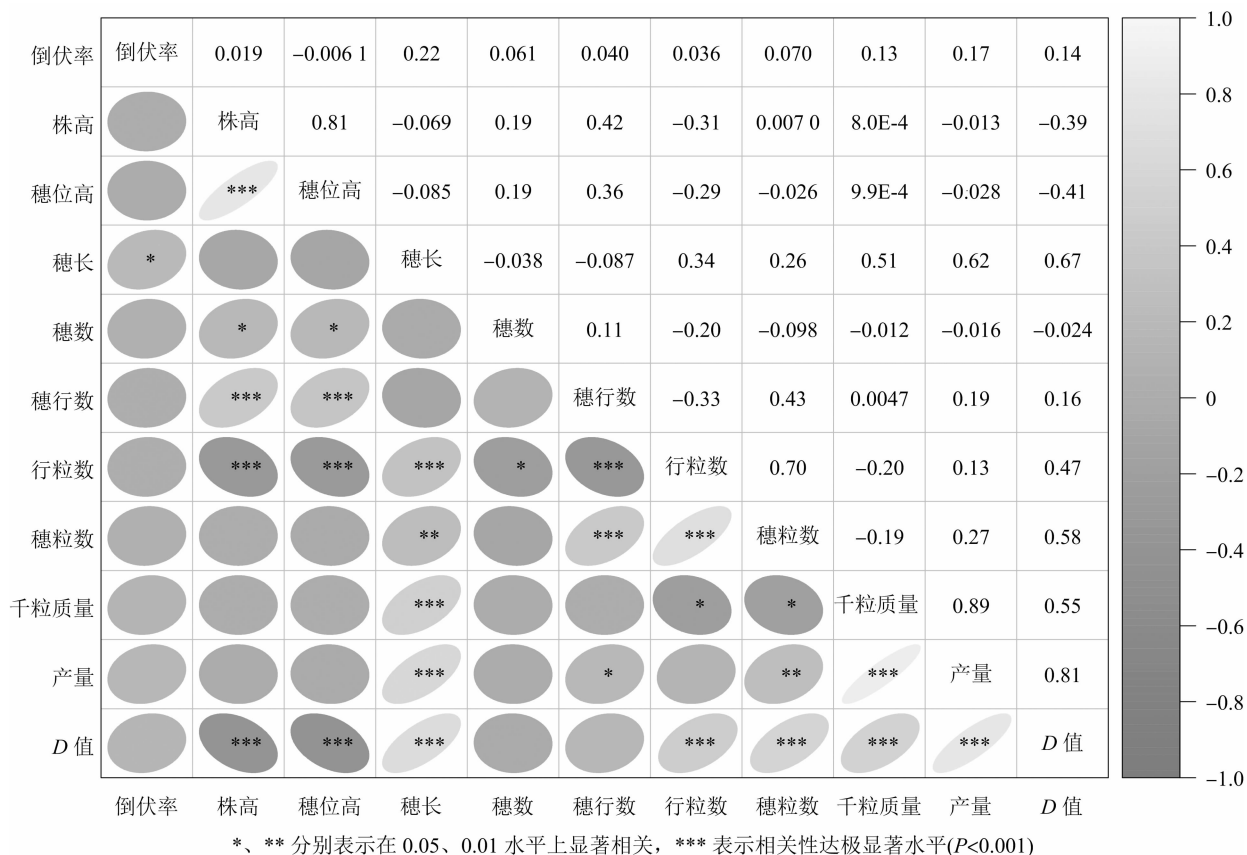 倒伏率 倒伏率 0.019 −0.006 1 0.22 0.061 0.040 0.036 0.070 0.13 0.17 0.14
株高 株高 0.81 −0.069 0.19 0.42 −0.31 0.007 0 8.0E-4 −0.013 −0.39
穗位高 *** 穗位高 −0.085 0.19 0.36 −0.29 −0.026 9.9E-4 −0.028 −0.41
穗长 * 穗长 −0.038 −0.087 0.34 0.26 0.51 0.62 0.67
穗数 * * 穗数 0.11 −0.20 −0.098 −0.012 −0.016 −0.024
穗行数 *** *** 穗行数 −0.33 0.43 0.0047 0.19 0.16
行粒数 *** *** *** * *** 行粒数 0.70 −0.20 0.13 0.47
穗粒数 ** *** *** 穗粒数 −0.19 0.27 0.58
千粒质量 *** * * 千粒质量 0.89 0.55
产量 *** * ** *** 产量 0.81
D 值 *** *** *** *** *** *** *** D 值
倒伏率 株高 穗位高 穗长 穗数 穗行数 行粒数 穗粒数 千粒质量 产量 D 值
1.0
0.8
0.6
0.4
0.2
0
−0.2
−0.4
−0.6
−0.8
−1.0
*、** 分别表示在 0.05、0.01 水平上显著相关，*** 表示相关性达极显著水平(P<0.001)